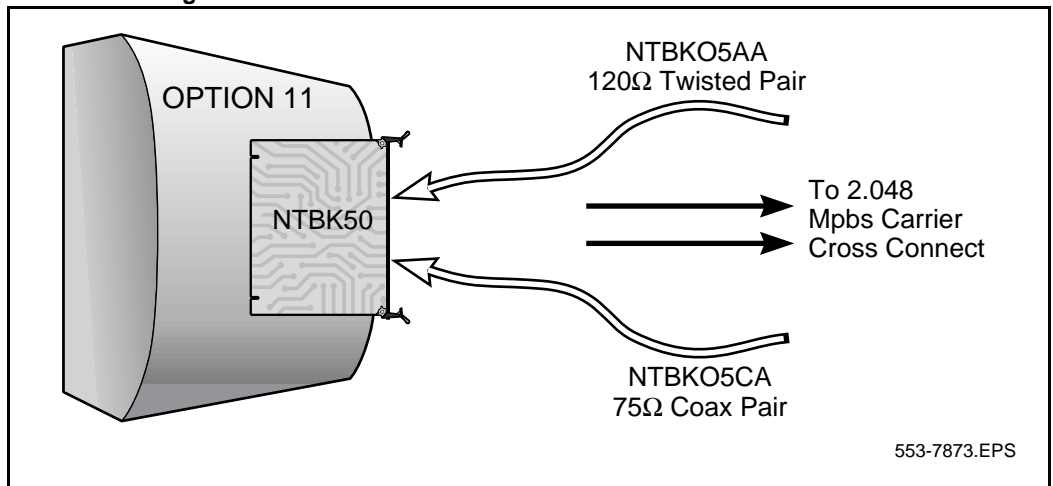 OPTION 11
NTBK50
NTBKO5AA
120Ω Twisted Pair
To 2.048
Mpbs Carrier
Cross Connect
NTBKO5CA
75Ω Coax Pair
553-7873.EPS